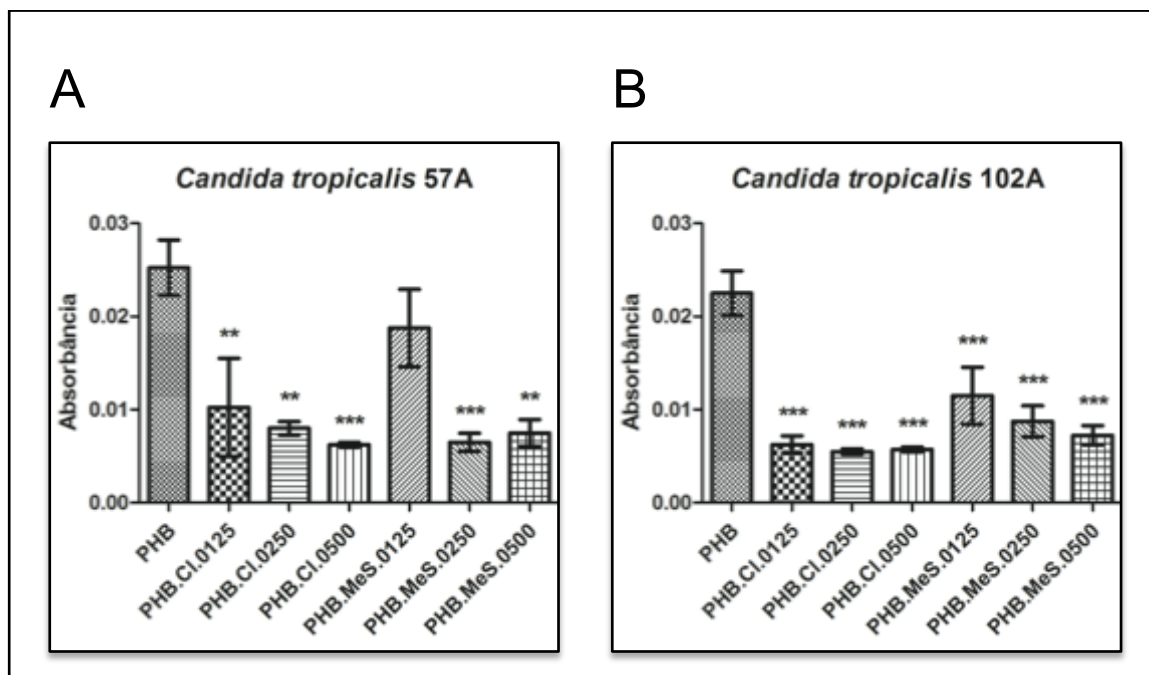 A
Candida tropicalis 57A
Absorbância
0.03
0.02
0.01
0.00
**
**
***
***
**
PHB
PHB.Cl.0125
PHB.Cl.0250
PHB.Cl.0500
PHB.MeS.0125
PHB.MeS.0250
PHB.MeS.0500
B
Candida tropicalis 102A
Absorbância
0.03
0.02
0.01
0.00
***
***
***
***
***
***
PHB
PHB.Cl.0125
PHB.Cl.0250
PHB.Cl.0500
PHB.MeS.0125
PHB.MeS.0250
PHB.MeS.0500